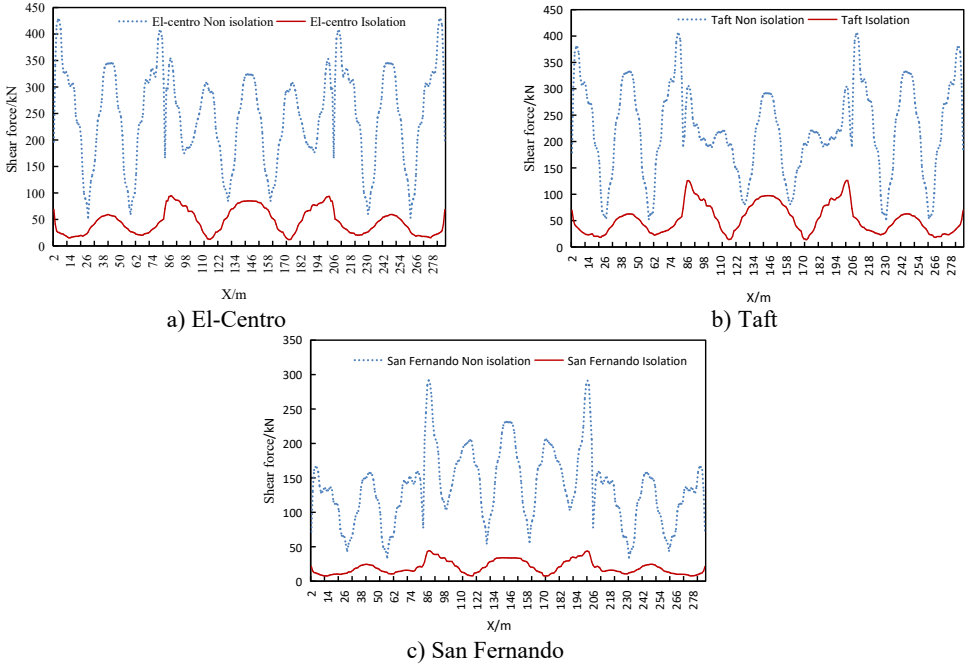 El-centro Non isolation El-centro Isolation
450
400
350
300
250
200
150
100
50
0
Shear force/kN
2 14 26 38 50 62 74 86 98 110 122 134 146 158 170 182 194 206 218 230 242 254 266 278
X/m
a) El-Centro
Taft Non isolation Taft Isolation
450
400
350
300
250
200
150
100
50
0
Shear force/kN
2 14 26 38 50 62 74 86 98 110 122 134 146 158 170 182 194 206 218 230 242 254 266 278
X/m
b) Taft
San Fernando Non isolation San Fernando Isolation
350
300
250
200
150
100
50
0
Shear force/kN
2 14 26 38 50 62 74 86 98 110 122 134 146 158 170 182 194 206 218 230 242 254 266 278
X/m
c) San Fernando